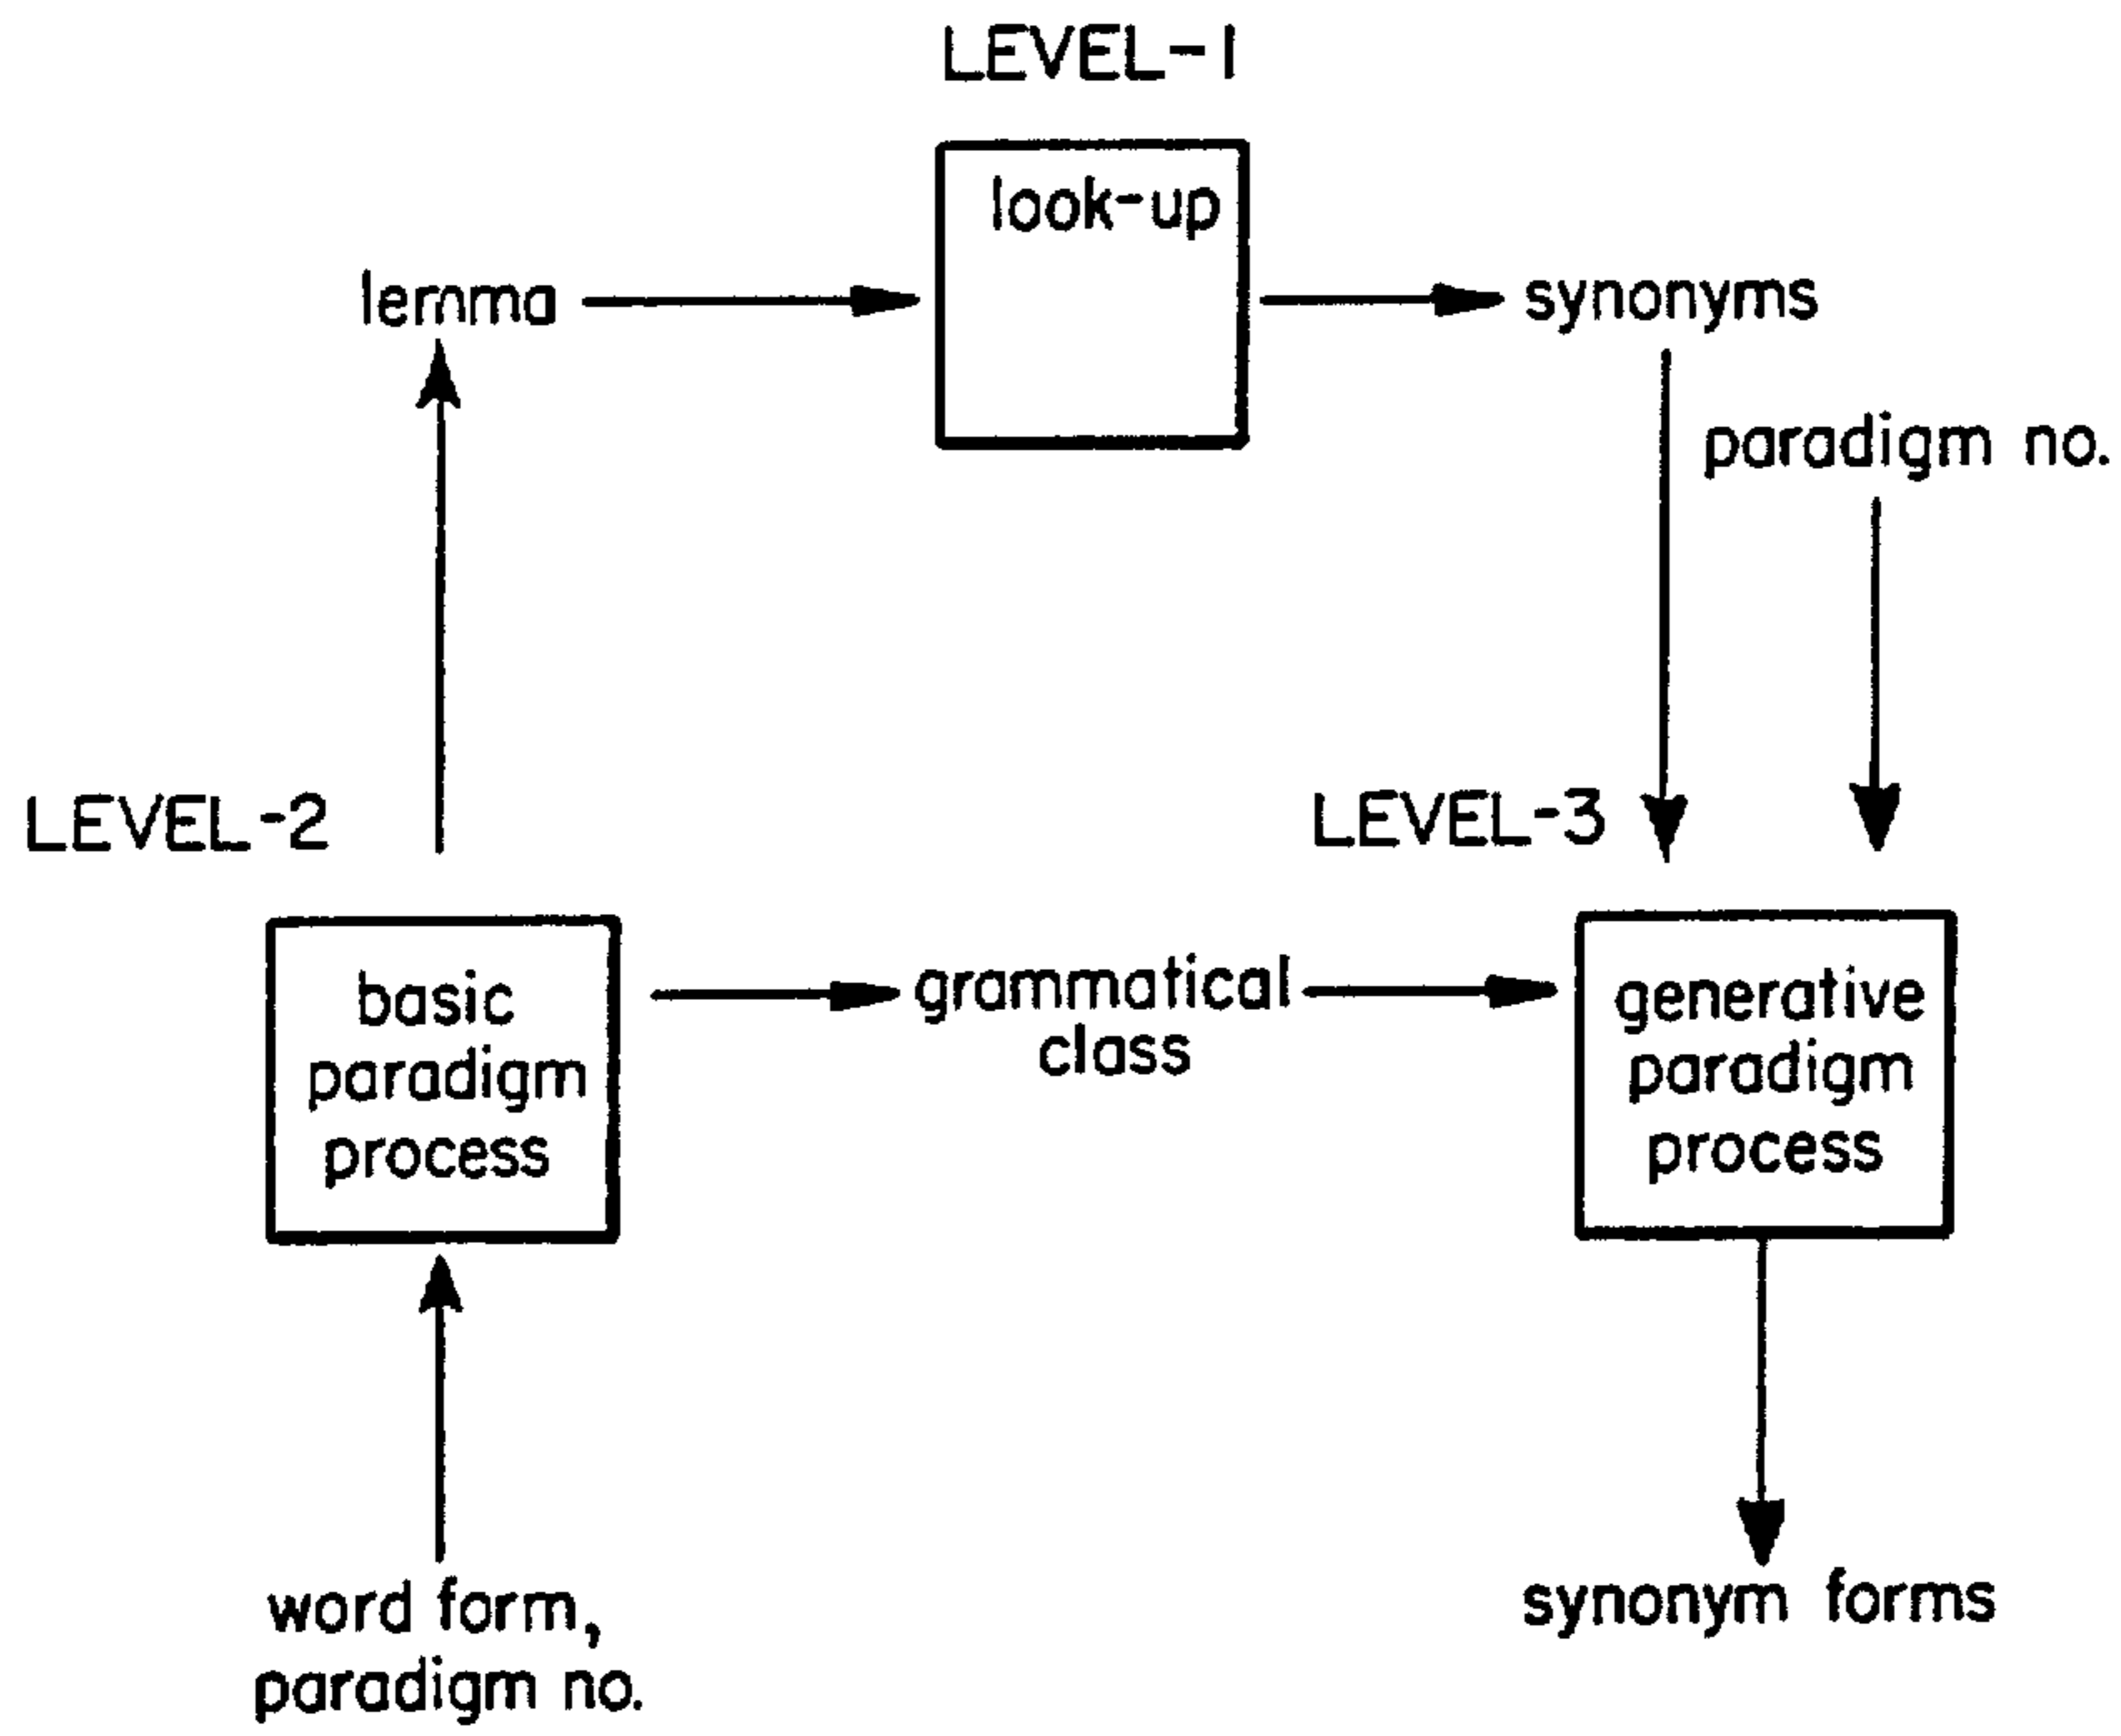 LEVEL-1
look-up
lemma
synonyms
paradigm no.
LEVEL-2
LEVEL-3
basic
paradigm
process
grammatical
class
generative
paradigm
process
word form,
paradigm no.
synonym forms